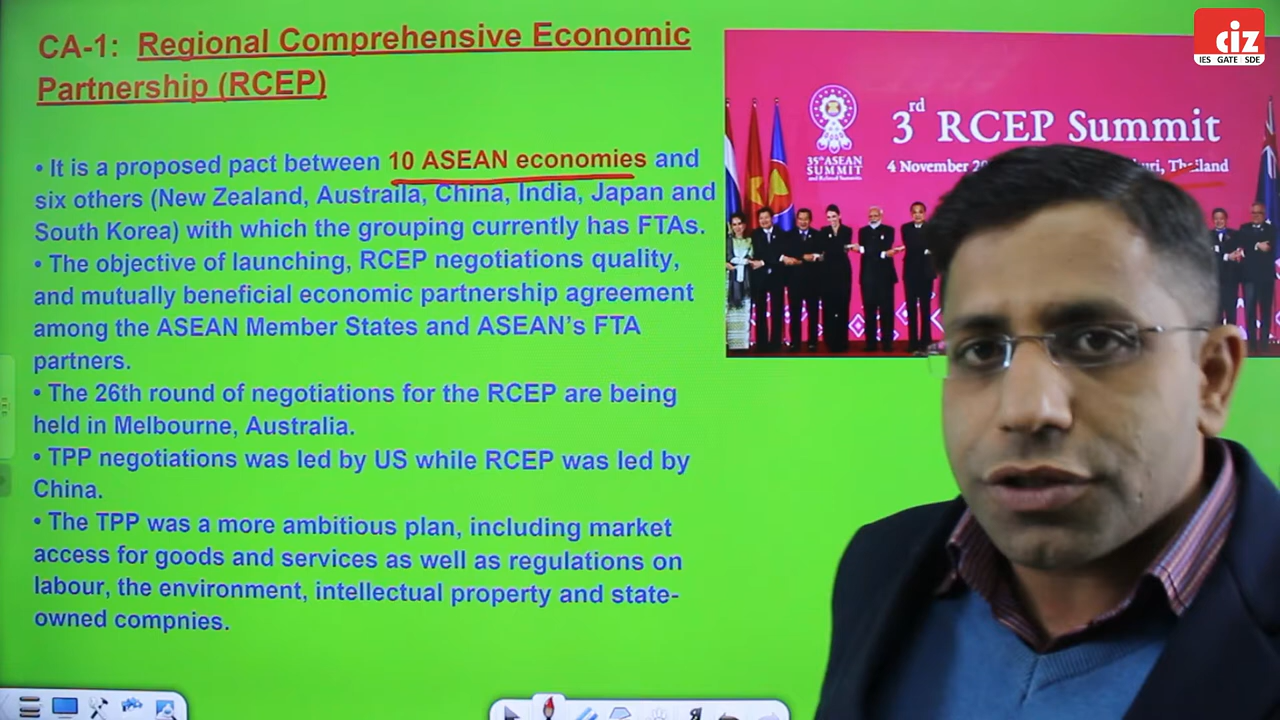 CA-1: Regional Comprehensive Economic
Partnership (RCEP)
• It is a proposed pact between 10 ASEAN economies and
six others (New Zealand, Austraila, China, India, Japan and
South Korea) with which the grouping currently has FTAs.
• The objective of launching, RCEP negotiations quality,
and mutually beneficial economic partnership agreement
among the ASEAN Member States and ASEAN's FTA
partners.
• The 26th round of negotiations for the RCEP are being
held in Melbourne, Australia.
• TPP negotiations was led by US while RCEP was led by
China.
• The TPP was a more ambitious plan, including market
access for goods and services as well as regulations on
labour, the environment, intellectual property and state-
owned compnies.
35th ASEAN
SUMMIT
and Related Summits
3rd RCEP Summit
4 November Thailand
ciz
IES GATE SDE